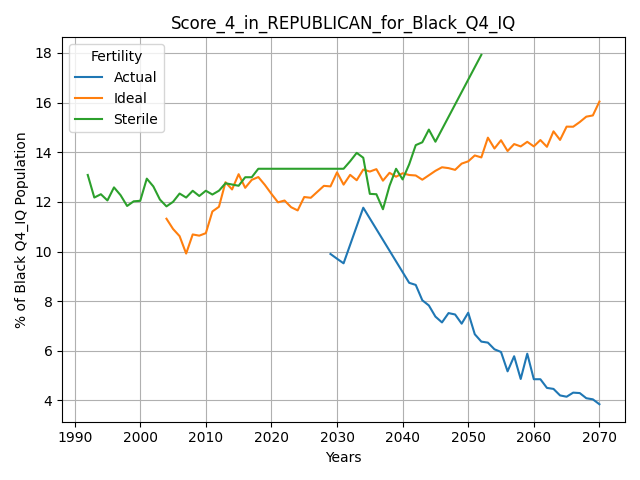 Score_4_in_REPUBLICAN_for_Black_Q4_IQ
Fertility
Actual
Ideal
Sterile
% of Black Q4_IQ Population
18
16
14
12
10
8
6
4
1990 2000 2010 2020 2030 2040 2050 2060 2070
Years